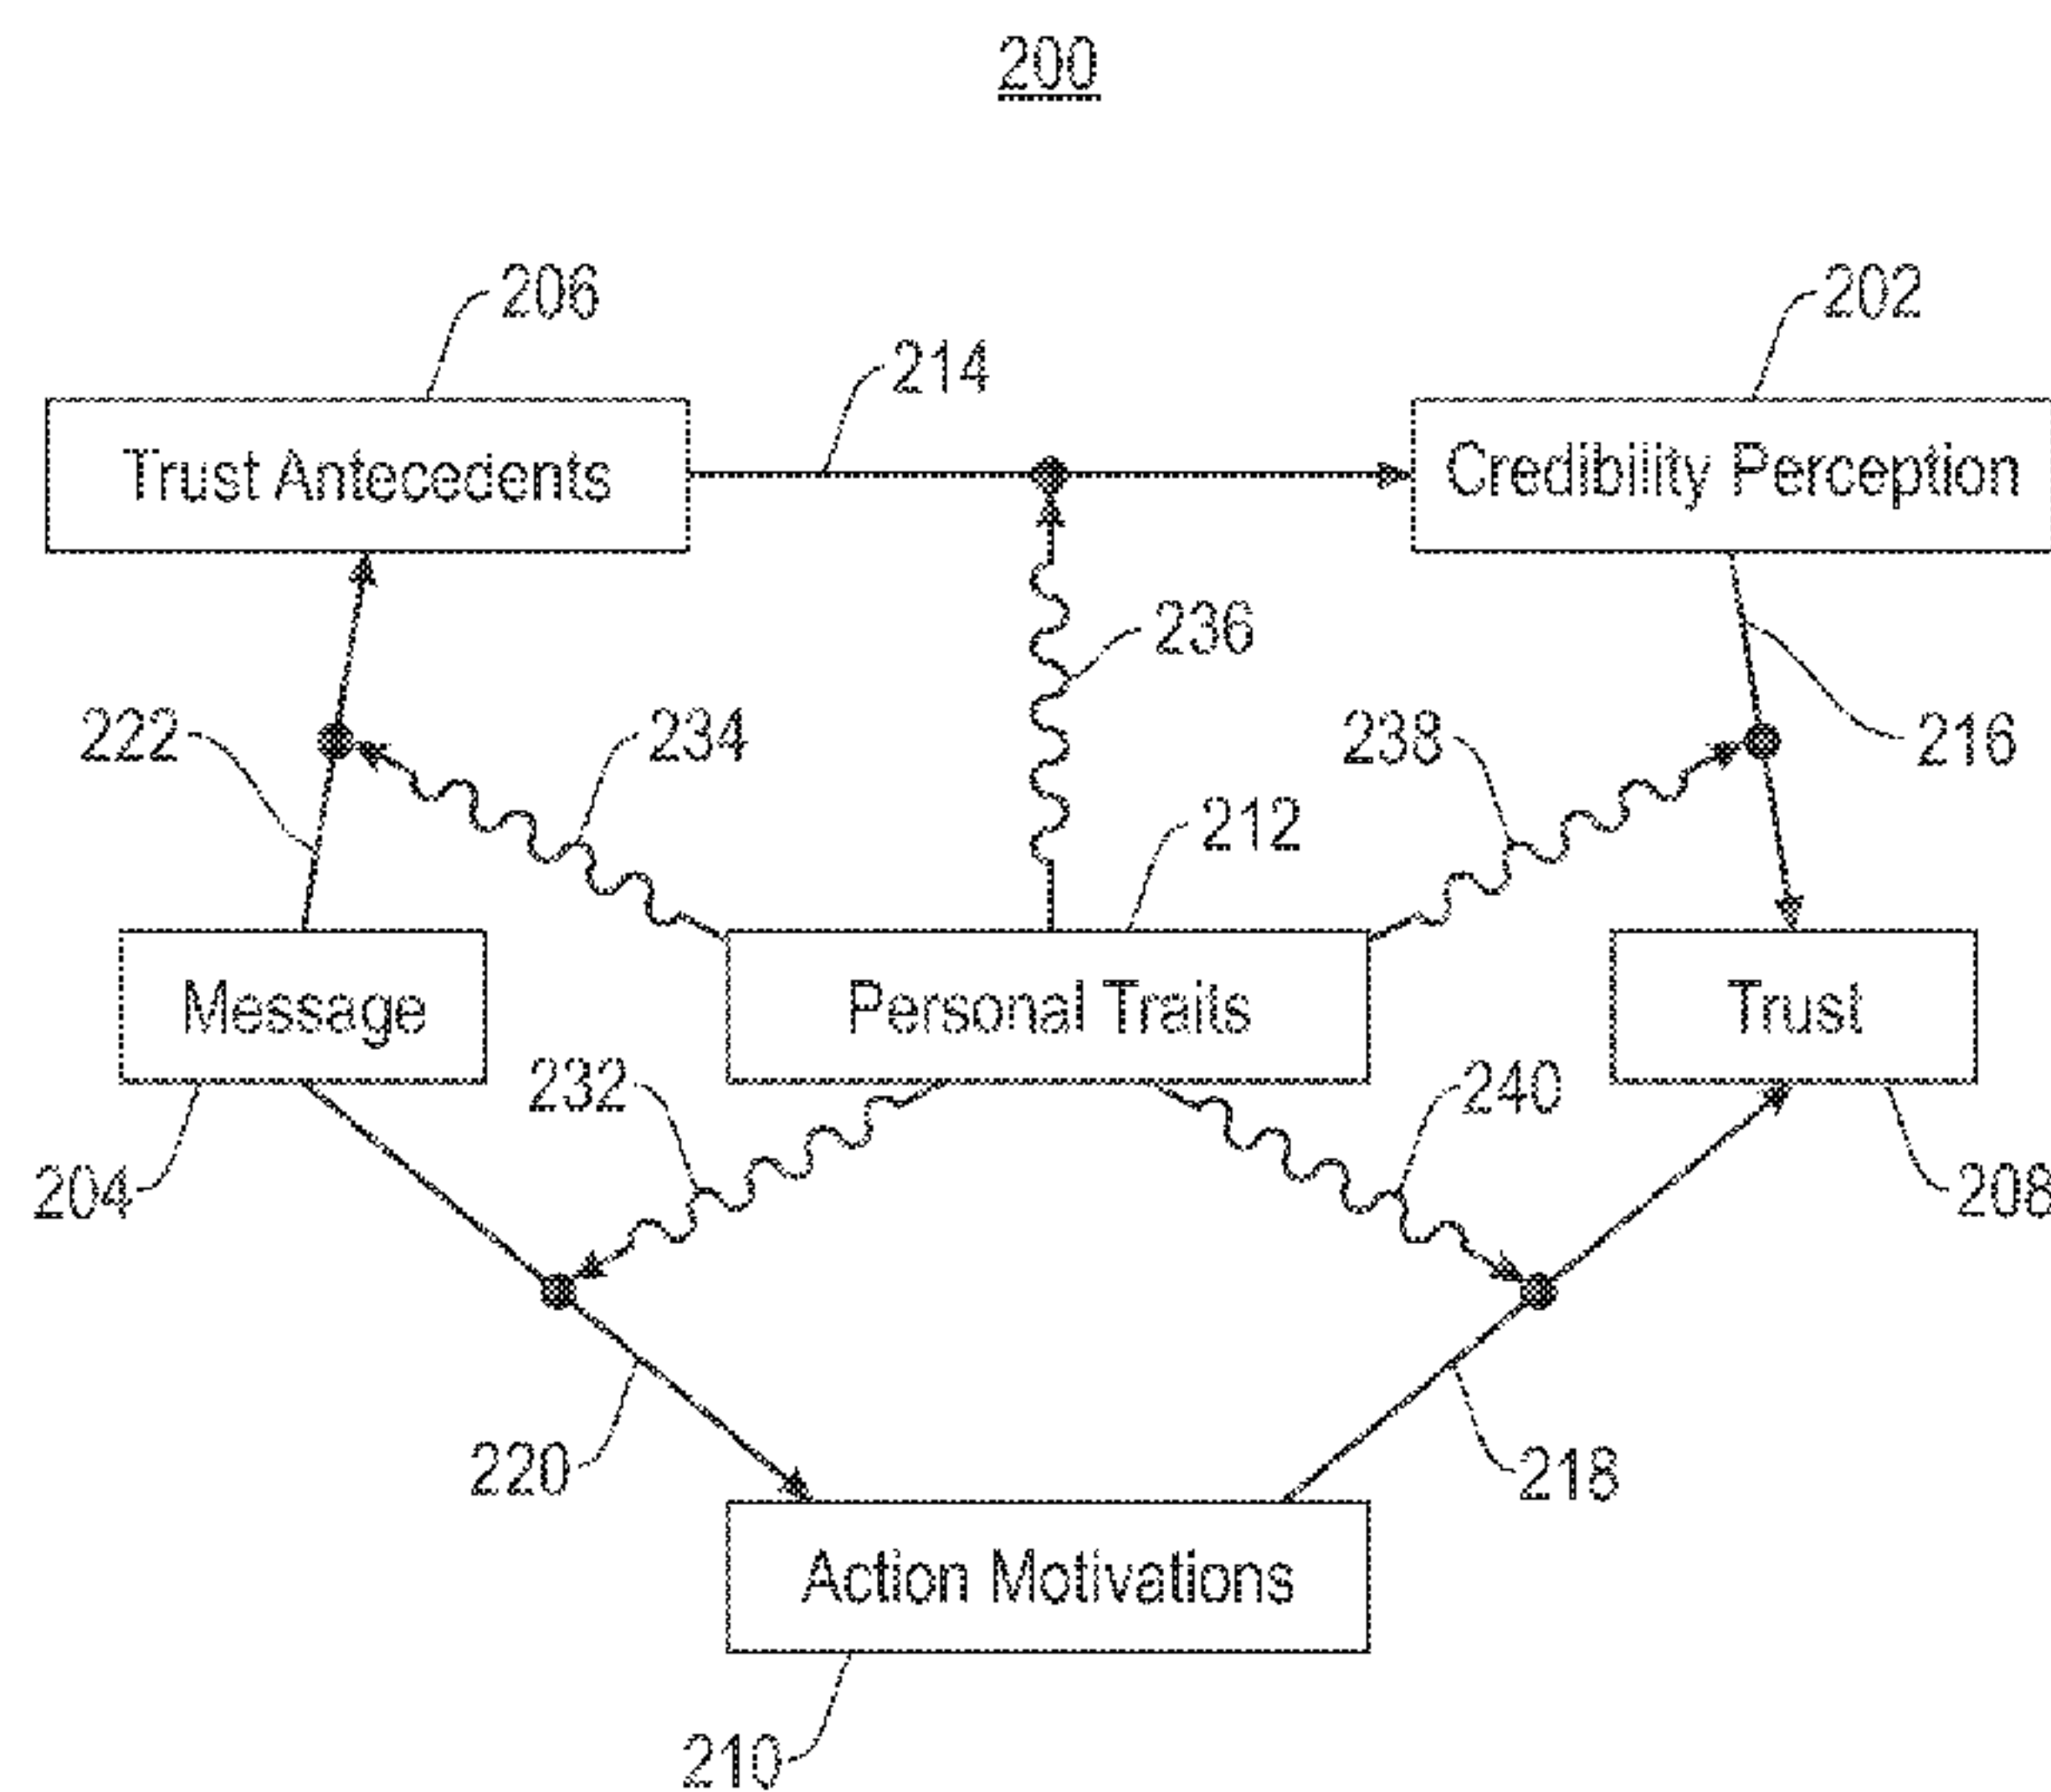 200
206
202
214
Trust Antecedents
Credibility Perception
236
222
234
238
216
212
Message
Personal Traits
Trust
232
240
204
208
220
218
Action Motivations
210